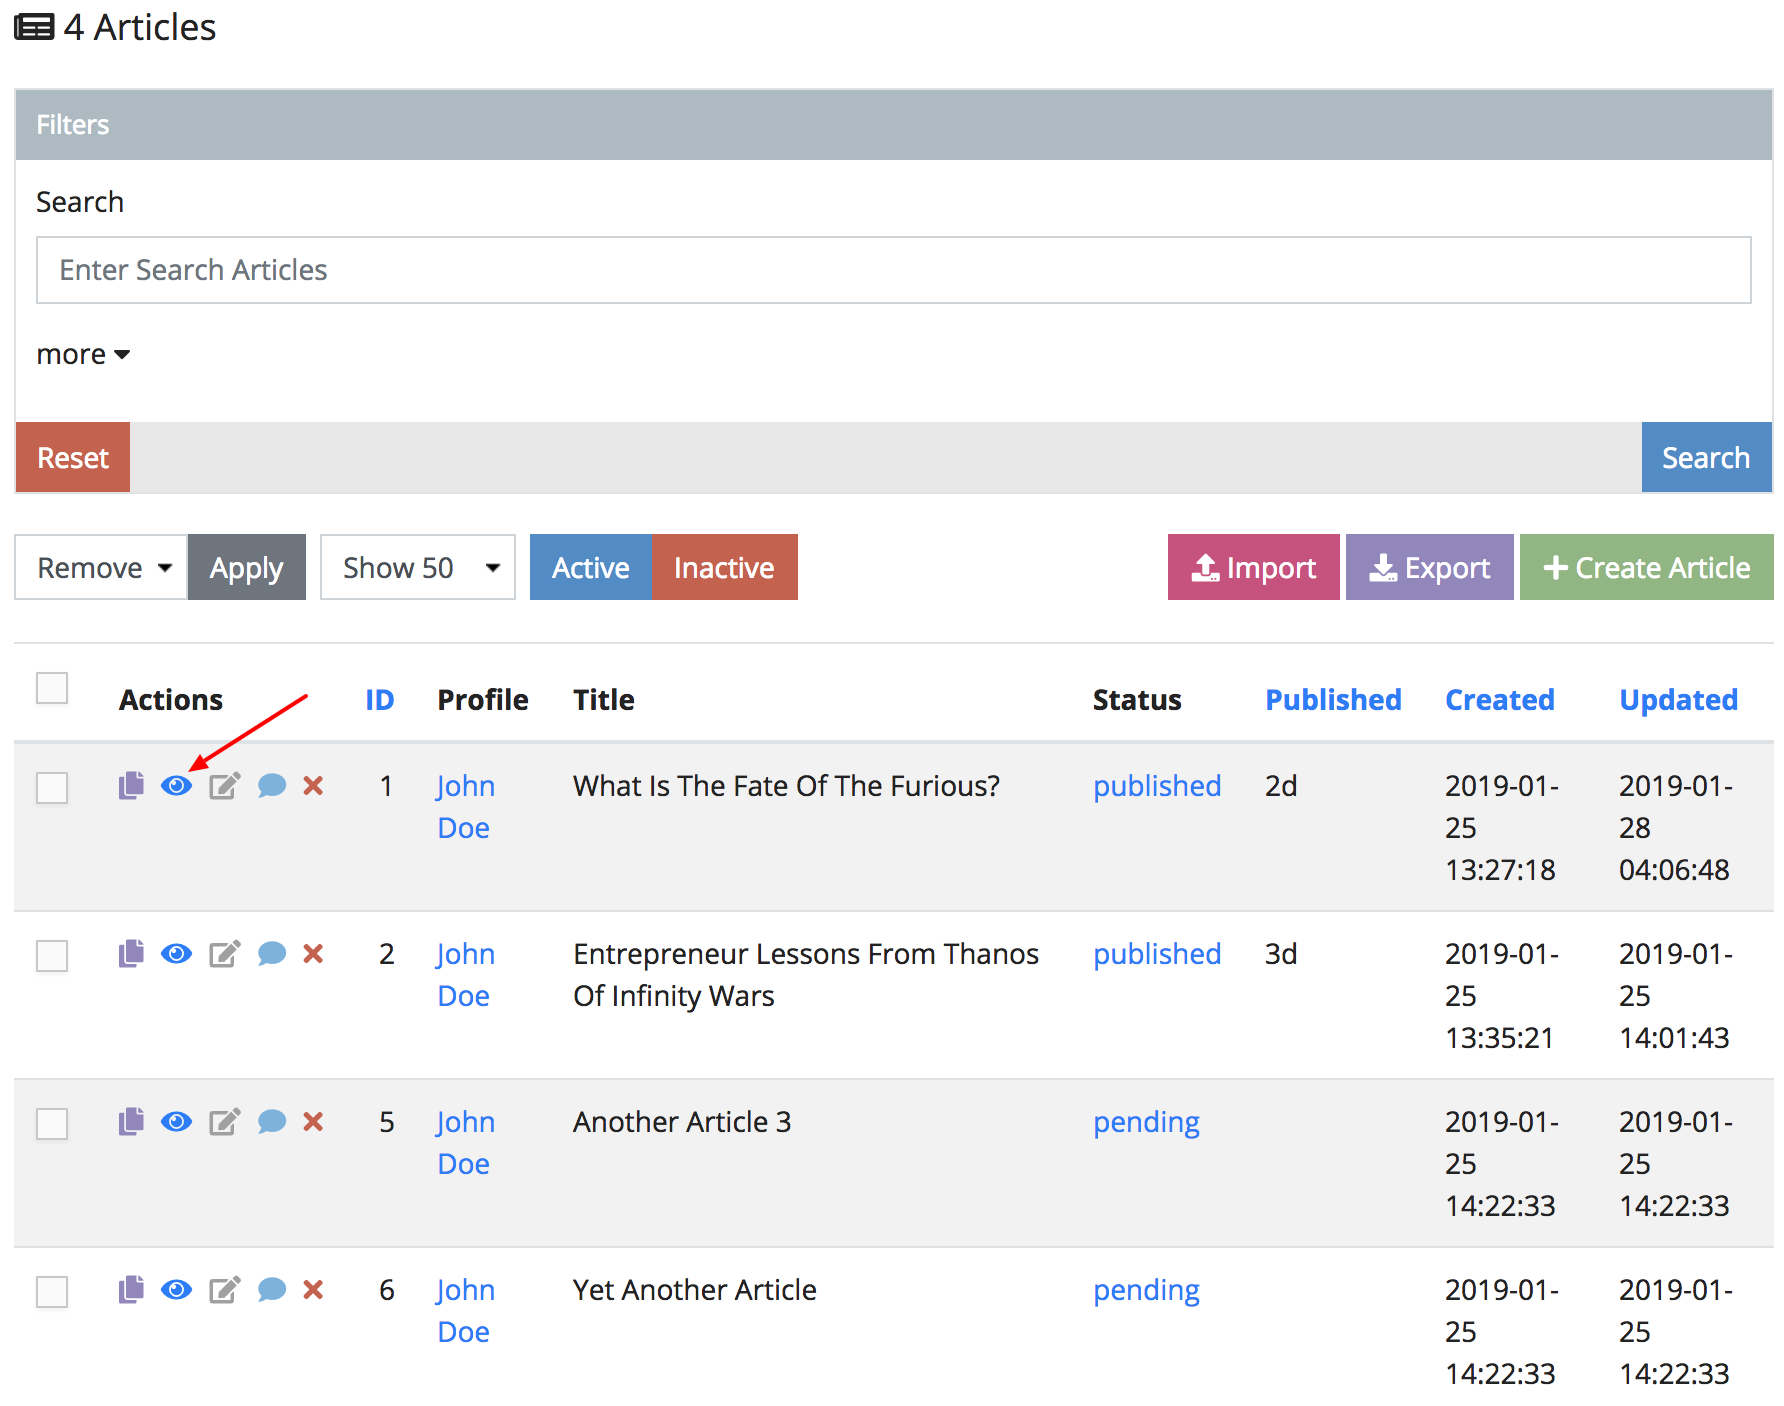 4 Articles
Filters
Search
Enter Search Articles
more
Reset
Search
Remove
Apply
Show 50
Active
Inactive
Import
Export
Create Article
Actions
ID
Profile
Title
Status
Published
Created
Updated
1
John
Doe
What Is The Fate Of The Furious?
published
2d
2019-01-
25
13:27:18
2019-01-
28
04:06:48
2
John
Doe
Entrepreneur Lessons From Thanos
Of Infinity Wars
published
3d
2019-01-
25
13:35:21
2019-01-
25
14:01:43
5
John
Doe
Another Article 3
pending
2019-01-
25
14:22:33
2019-01-
25
14:22:33
6
John
Doe
Yet Another Article
pending
2019-01-
25
14:22:33
2019-01-
25
14:22:33